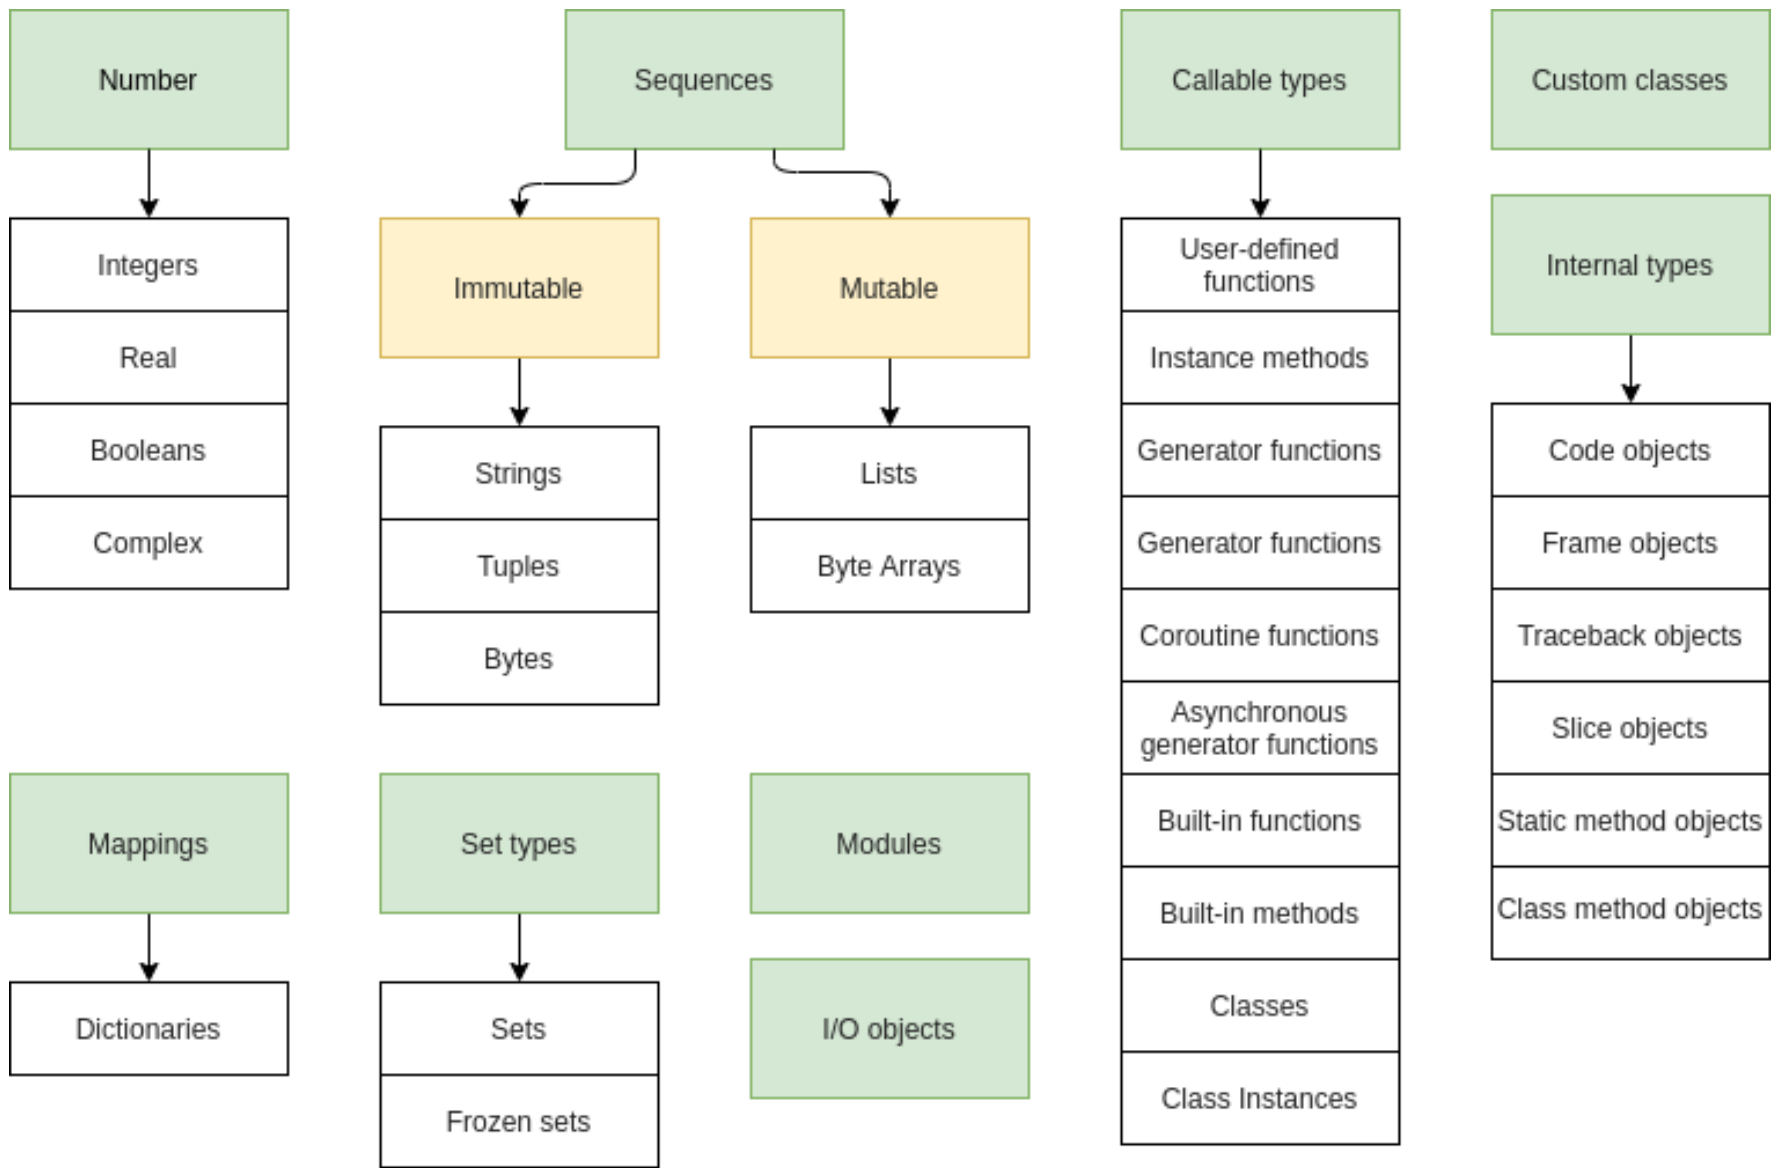 Number
Integers
Real
Booleans
Complex
Sequences
Immutable
Strings
Tuples
Bytes
Mutable
Lists
Byte Arrays
Callable types
User-defined
functions
Instance methods
Generator functions
Generator functions
Coroutine functions
Asynchronous
generator functions
Built-in functions
Built-in methods
Classes
Class Instances
Custom classes
Internal types
Code objects
Frame objects
Traceback objects
Slice objects
Static method objects
Class method objects
Mappings
Dictionaries
Set types
Sets
Frozen sets
Modules
I/O objects